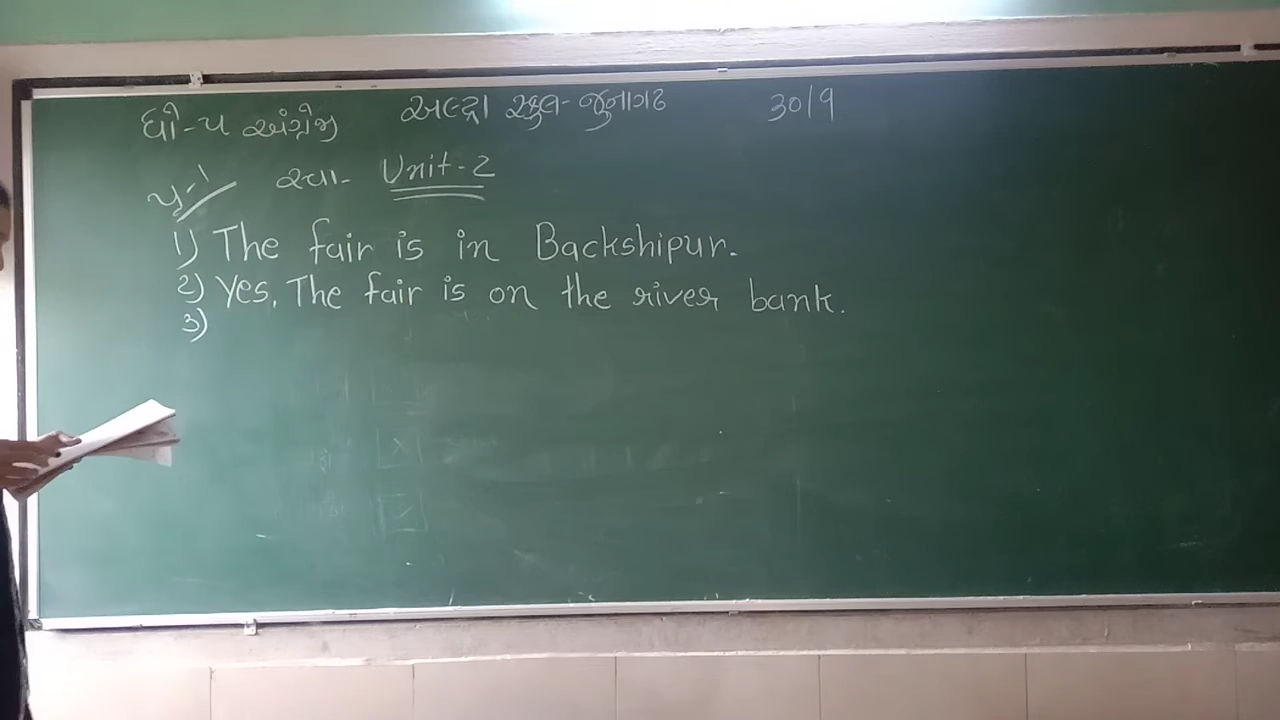 ધો-૫ અંગ્રેજી અલ્ટ્રા સ્કુલ-જુનાગઢ 30/9
પ્ર-૧ સ્વા- Unit-2
1) The fair is in Backshipur.
2) Yes, The fair is on the river bank.
3)